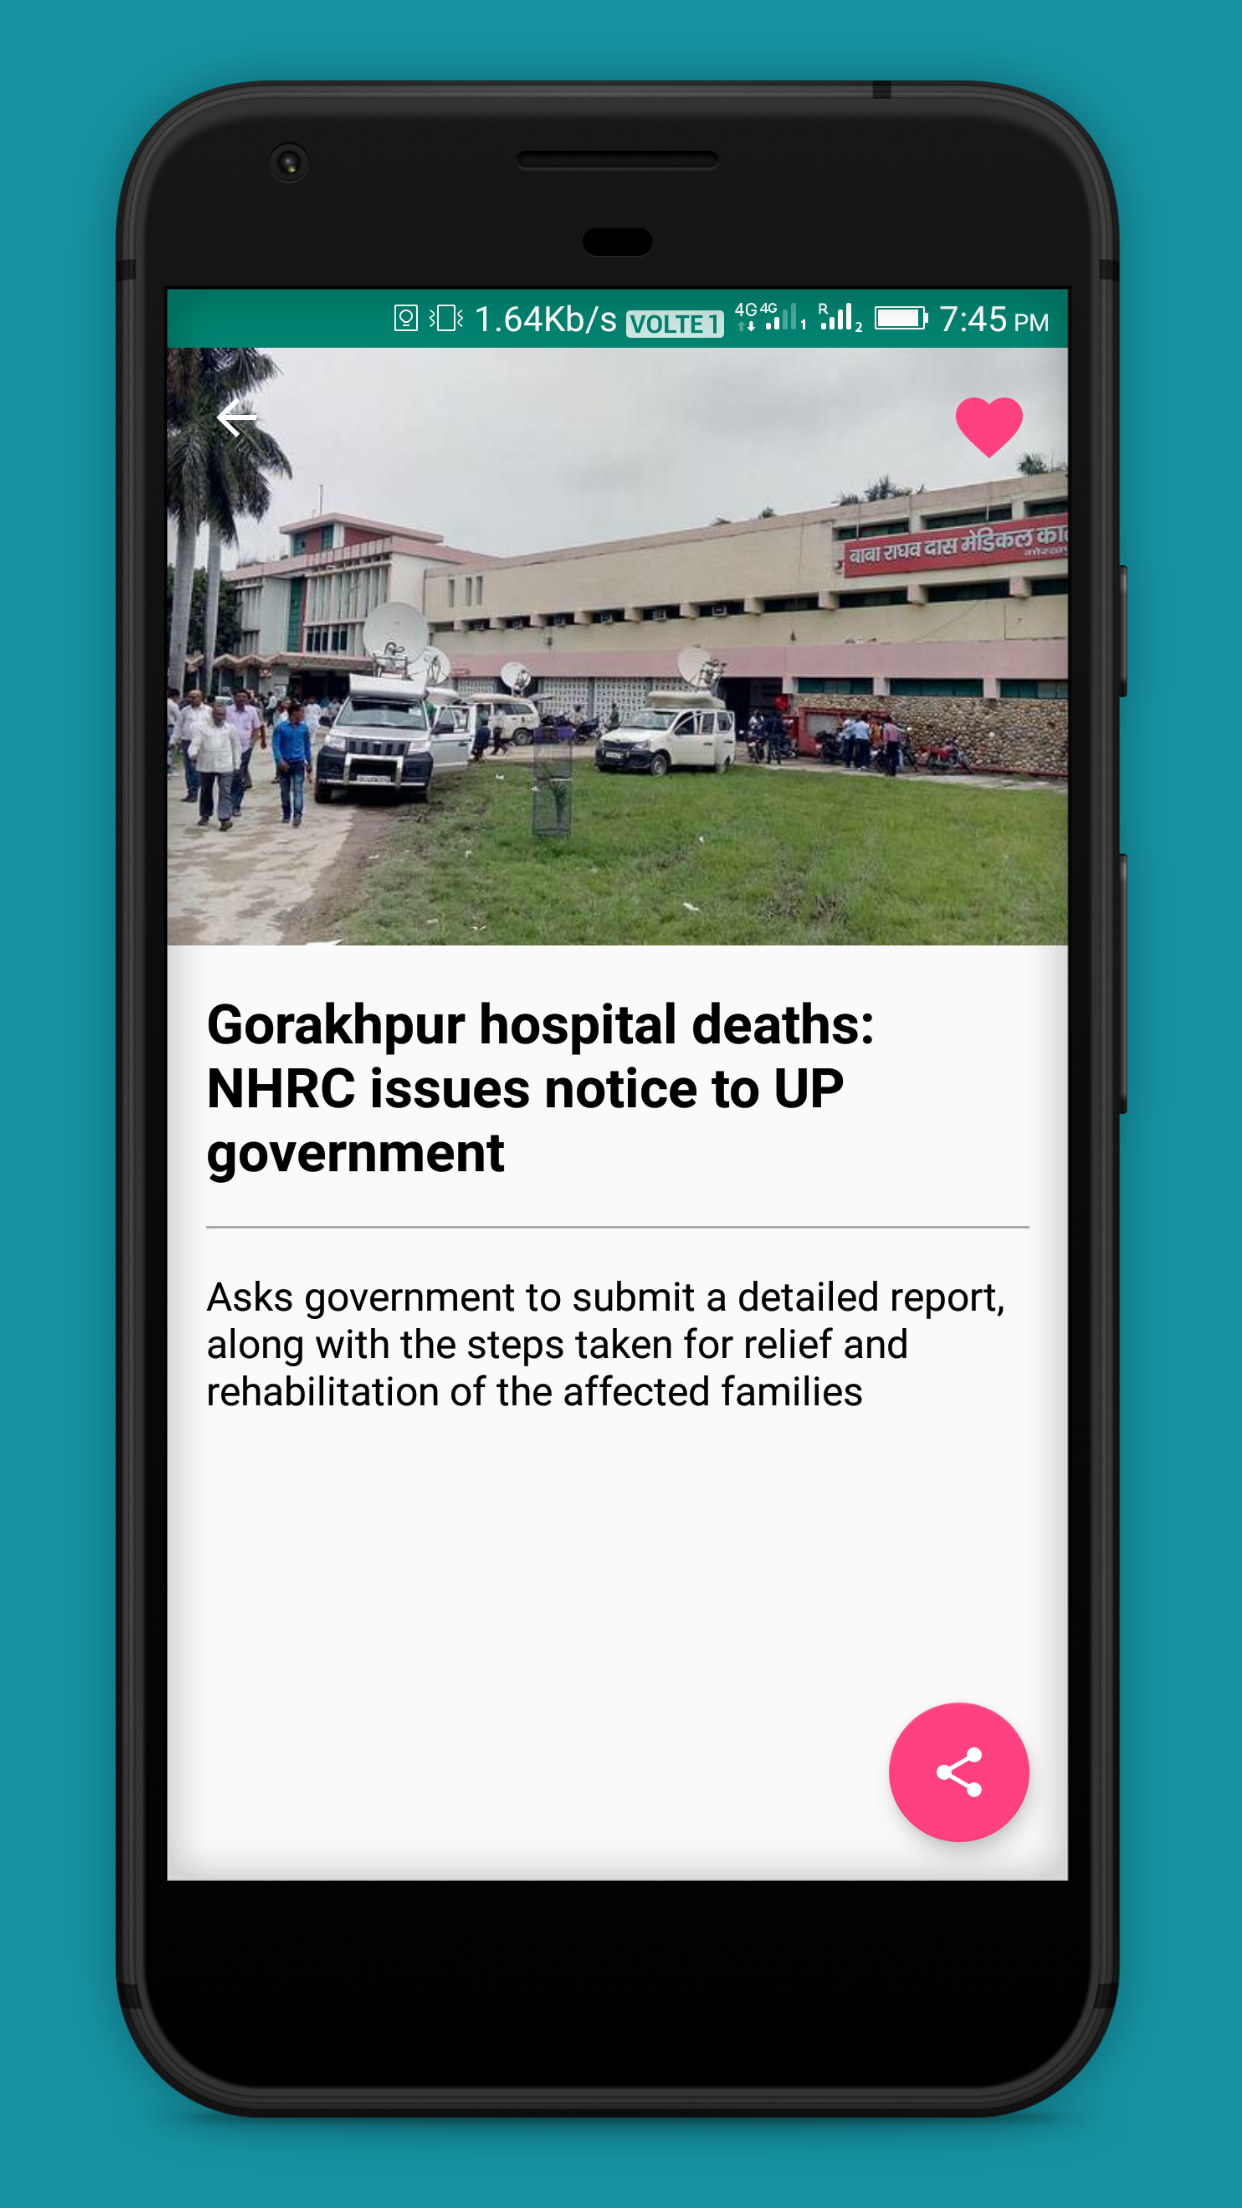 1.64Kb/s VOLTE 1 4G 4G 1 R 2 7:45 PM
बाबा राघव दास मेडिकल
Gorakhpur hospital deaths:
NHRC issues notice to UP
government
Asks government to submit a detailed report,
along with the steps taken for relief and
rehabilitation of the affected families